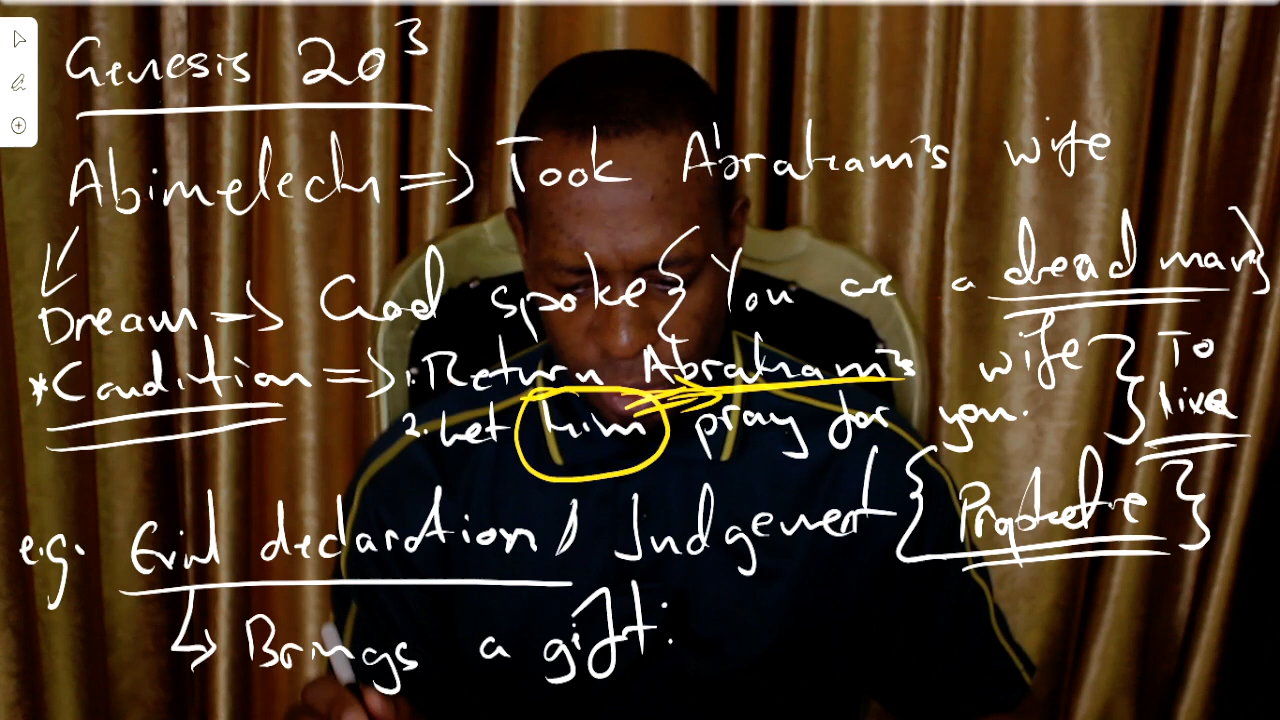 Genesis 20³
Abimelech => Took Abraham's wife
Dream => God spoke { You are a dead man }
*Condition => 1. Return Abraham's wife } To live
2. Let him pray for you.
e.g. Evil declaration / Judgement { Prophetic }
↳ Brings a gift: